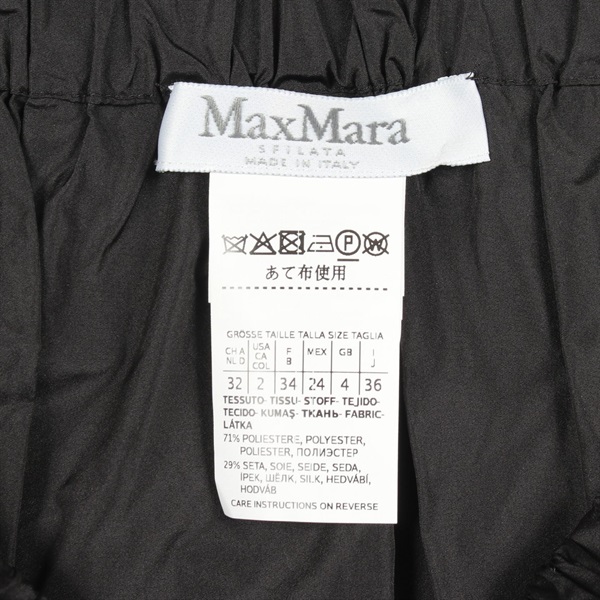 MaxMara
SFILATA
MADE IN ITALY
P W
あて布使用
GRÖSSE TAILLE TALLA SIZE TAGLIA
CH A NL D USA CA COL F B MEX GB I J
32 2 34 24 4 36
TESSUTO- TISSU- STOFF- TEJIDO-
TECIDO- KUMAŞ- ТКАНЬ- FABRIC-
LÁTKA
71% POLIESTERE, POLYESTER,
POLIESTER, ПОЛИЭСТЕР
29% SETA, SOIE, SEIDE, SEDA,
İPEK, ШЁЛК, SILK, HEDVÁBÍ,
HODVÁB
CARE INSTRUCTIONS ON REVERSE